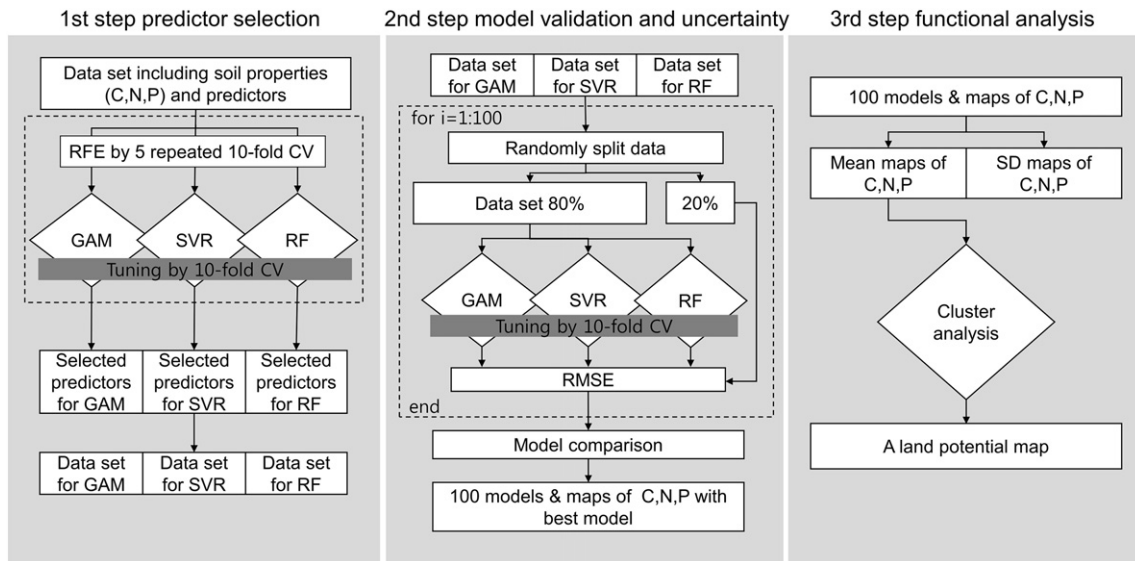 1st step predictor selection
Data set including soil properties
(C,N,P) and predictors
RFE by 5 repeated 10-fold CV
GAM
SVR
RF
Tuning by 10-fold CV
Selected
predictors
for GAM
Selected
predictors
for SVR
Selected
predictors
for RF
Data set
for GAM
Data set
for SVR
Data set
for RF
2nd step model validation and uncertainty
Data set
for GAM
Data set
for SVR
Data set
for RF
for i=1:100
Randomly split data
Data set 80%
20%
GAM
SVR
RF
Tuning by 10-fold CV
RMSE
end
Model comparison
100 models & maps of C,N,P with
best model
3rd step functional analysis
100 models & maps of C,N,P
Mean maps of
C,N,P
SD maps of
C,N,P
Cluster
analysis
A land potential map